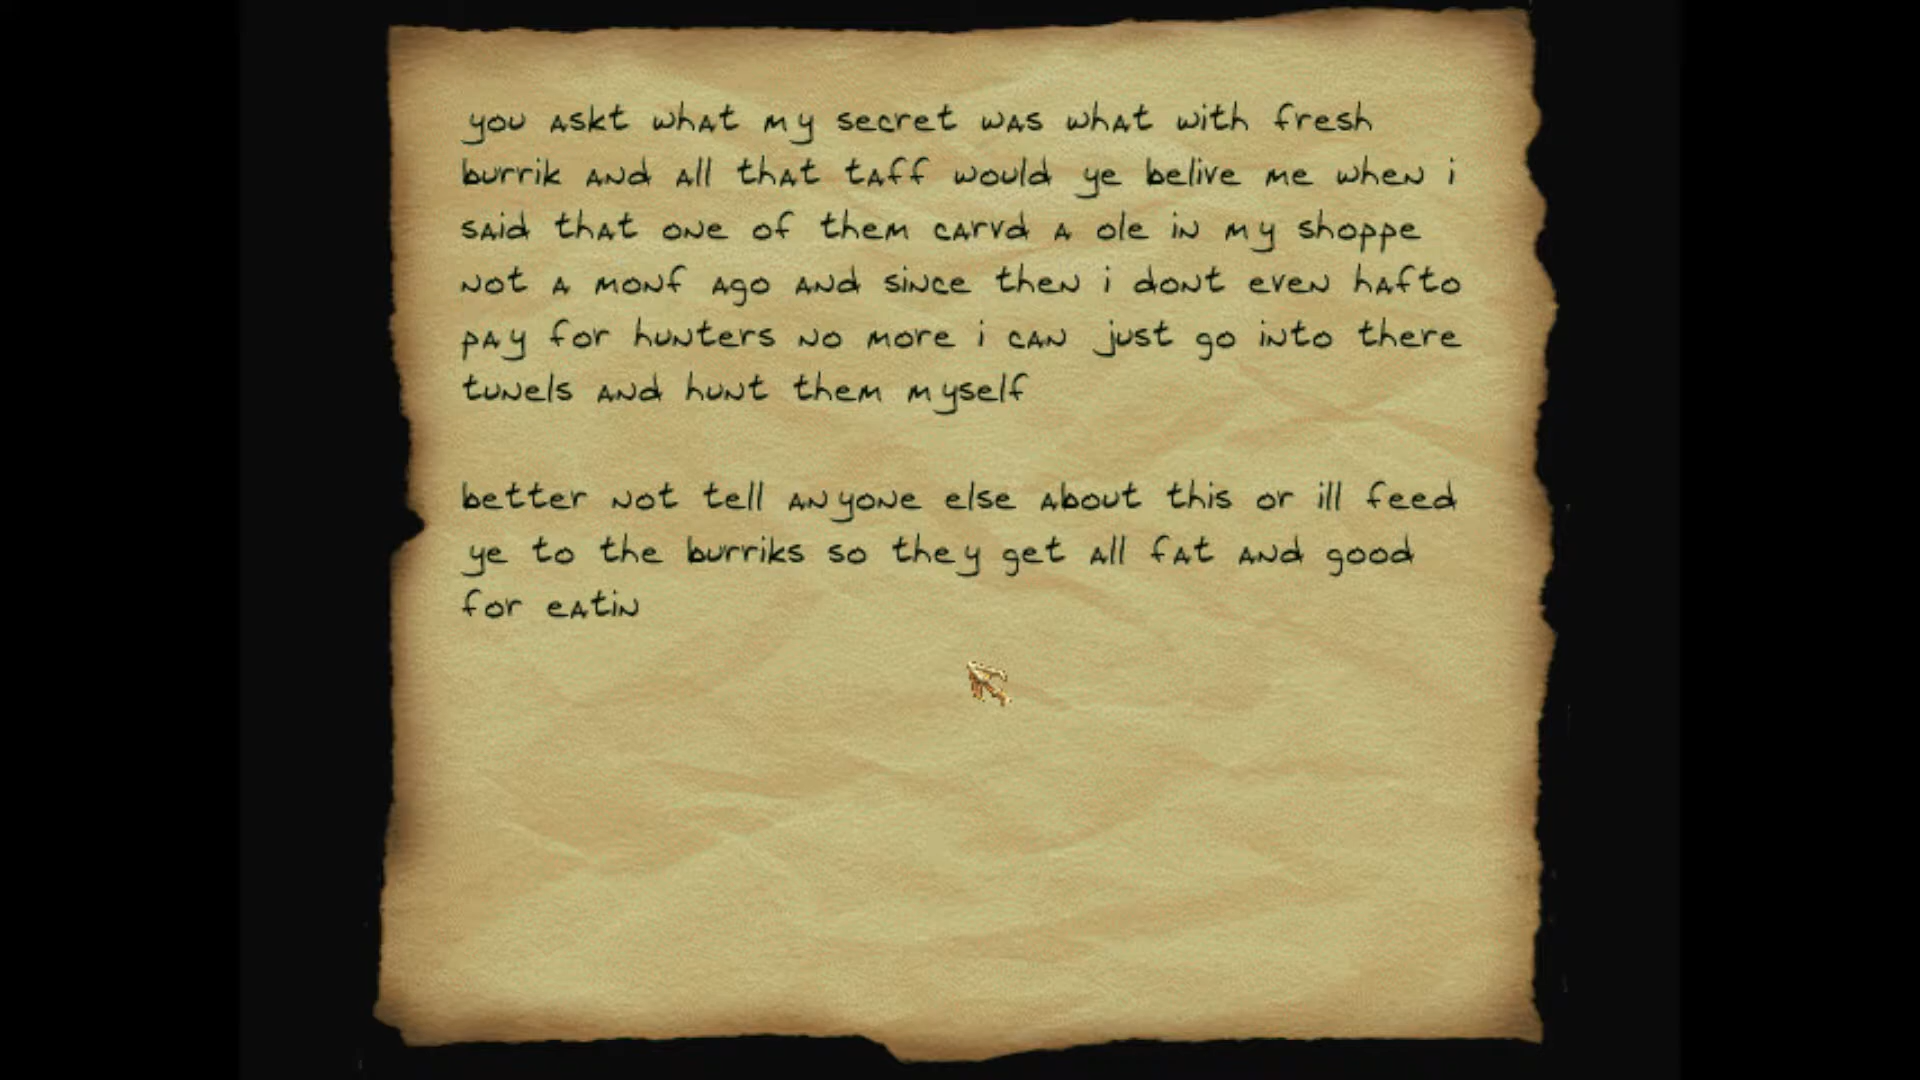 you askt what my secret was what with fresh
burrik and all that taff would ye belive me when i
said that one of them carvd a ole in my shoppe
not a monf ago and since then i dont even hafto
pay for hunters no more i can just go into there
tunels and hunt them myself
better not tell anyone else about this or ill feed
ye to the burriks so they get all fat and good
for eatin